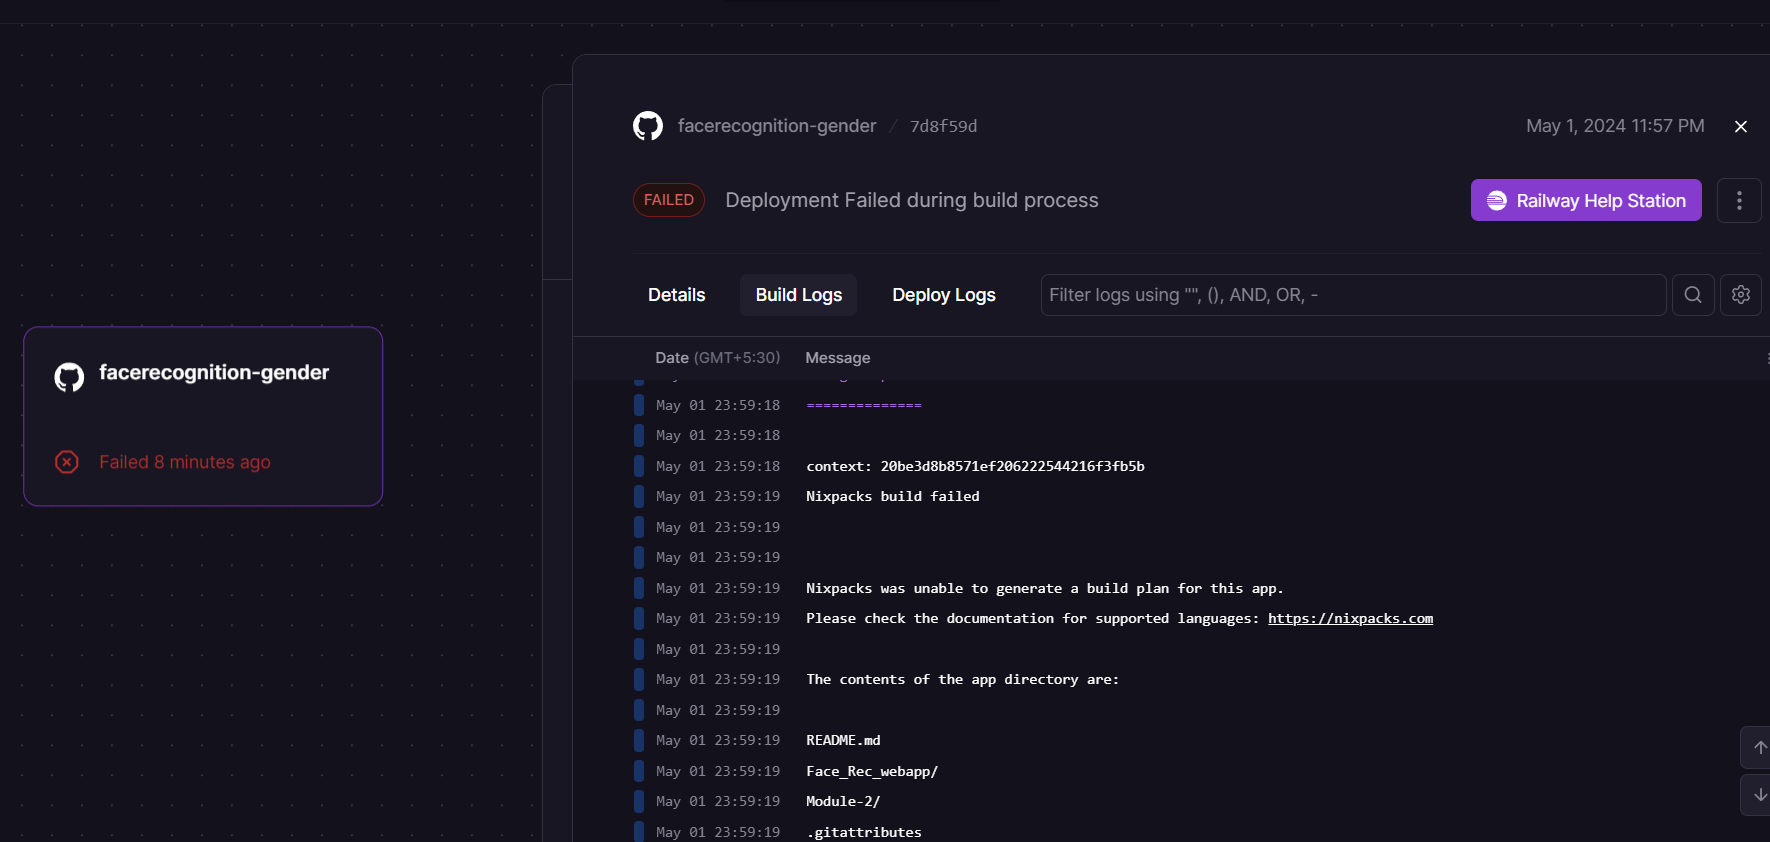 facerecognition-gender / 7d8f59d
May 1, 2024 11:57 PM
FAILED
Deployment Failed during build process
Railway Help Station
Details
Build Logs
Deploy Logs
Filter logs using "", (), AND, OR, -
facerecognition-gender
Failed 8 minutes ago
Date (GMT+5:30) Message
May 01 23:59:18 ==============
May 01 23:59:18
May 01 23:59:18 context: 20be3d8b8571ef206222544216f3fb5b
May 01 23:59:19 Nixpacks build failed
May 01 23:59:19
May 01 23:59:19
May 01 23:59:19 Nixpacks was unable to generate a build plan for this app.
May 01 23:59:19 Please check the documentation for supported languages: https://nixpacks.com
May 01 23:59:19
May 01 23:59:19 The contents of the app directory are:
May 01 23:59:19
May 01 23:59:19 README.md
May 01 23:59:19 Face_Rec_webapp/
May 01 23:59:19 Module-2/
May 01 23:59:19 .gitattributes